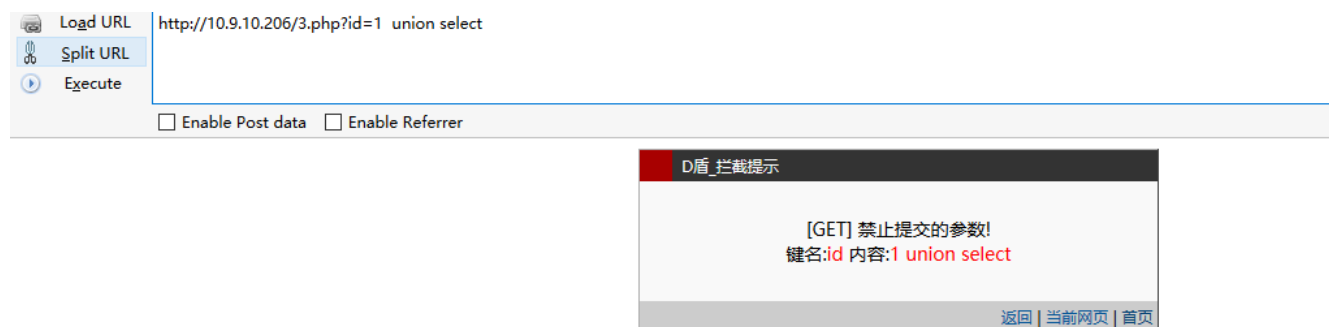 Load URL
http://10.9.10.206/3.php?id=1  union select
Split URL
Execute
Enable Post data
Enable Referrer
D盾_拦截提示
[GET] 禁止提交的参数!
键名:id 内容:1 union select
返回 | 当前网页 | 首页